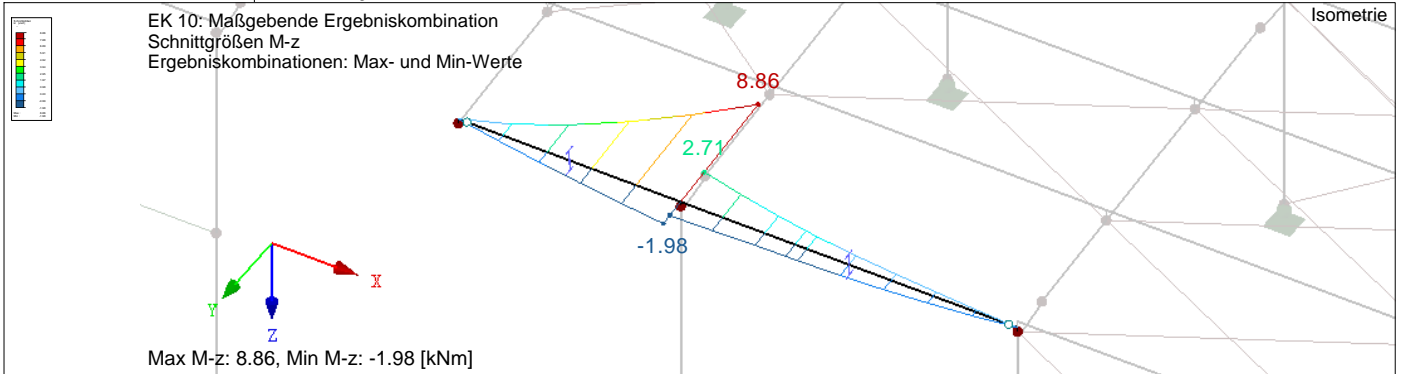 EK 10: Maßgebende Ergebniskombination
Isometrie
Schnittgrößen M-z
Ergebniskombinationen: Max- und Min-Werte
8.86
2.71
-1.98
X
Y
Z
Max M-z: 8.86, Min M-z: -1.98 [kNm]